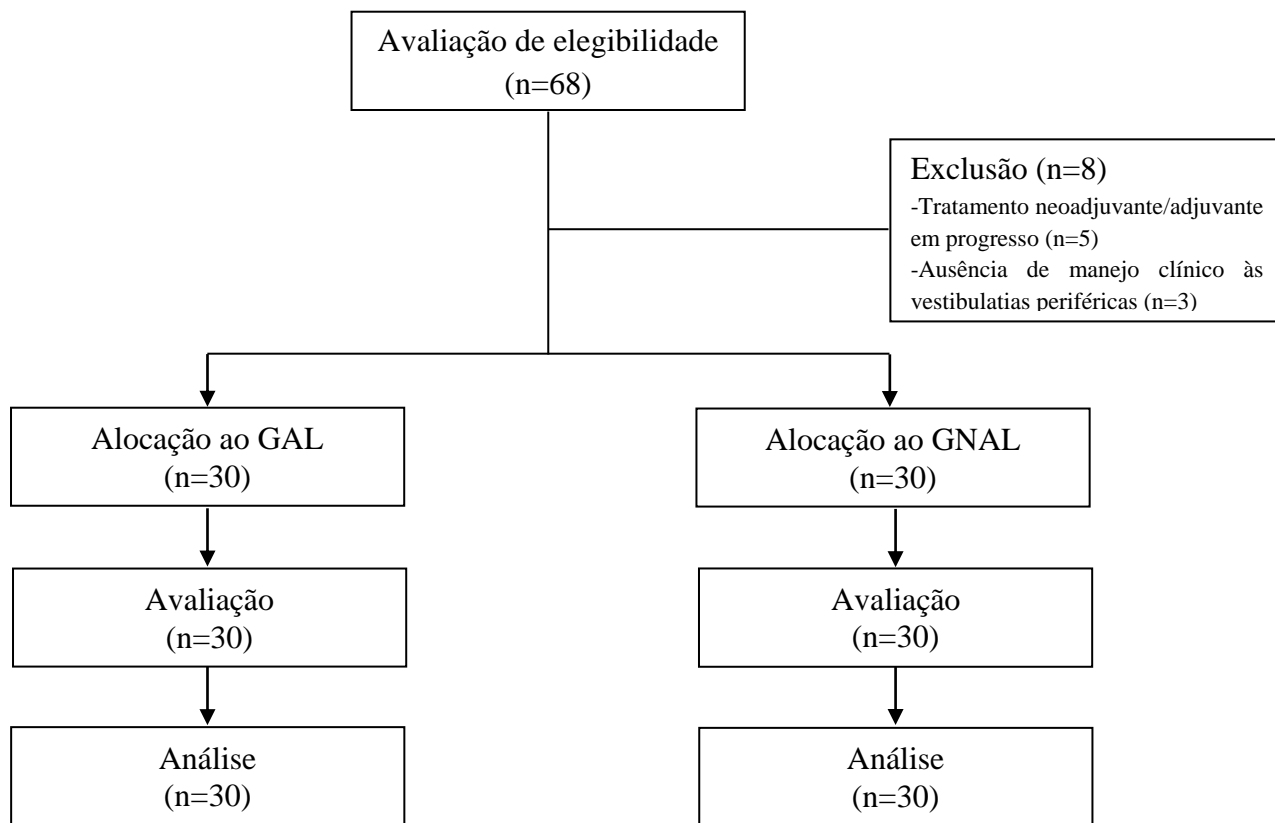 Avaliação de elegibilidade
(n=68)
Exclusão (n=8)
-Tratamento neoadjuvante/adjuvante
em progresso (n=5)
-Ausência de manejo clínico às
vestibulatias periféricas (n=3)
Alocação ao GAL
(n=30)
Alocação ao GNAL
(n=30)
Avaliação
(n=30)
Avaliação
(n=30)
Análise
(n=30)
Análise
(n=30)